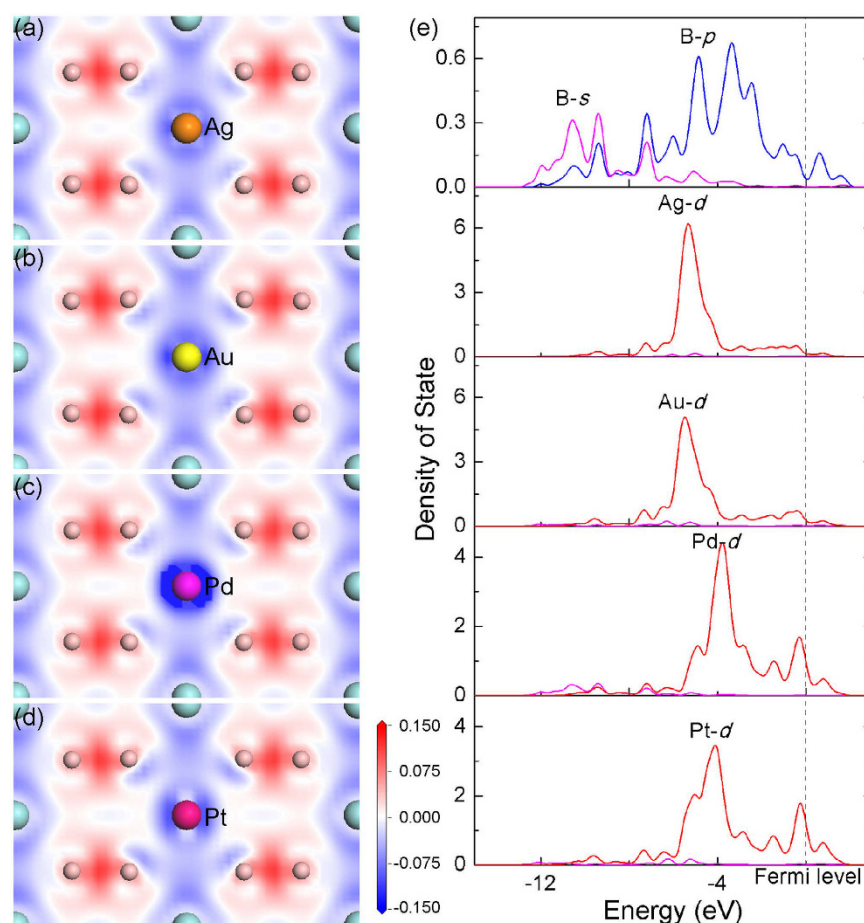 (a)
Ag
(b)
Au
(c)
Pd
(d)
Pt
0.150
0.075
0.000
-0.075
-0.150
(e)
B-p
B-s
0.6
0.3
0.0
Ag-d
6
3
0
Au-d
6
3
0
Pd-d
4
2
0
Pt-d
4
2
0
Fermi level
-12
-4
Energy (eV)
Density of State